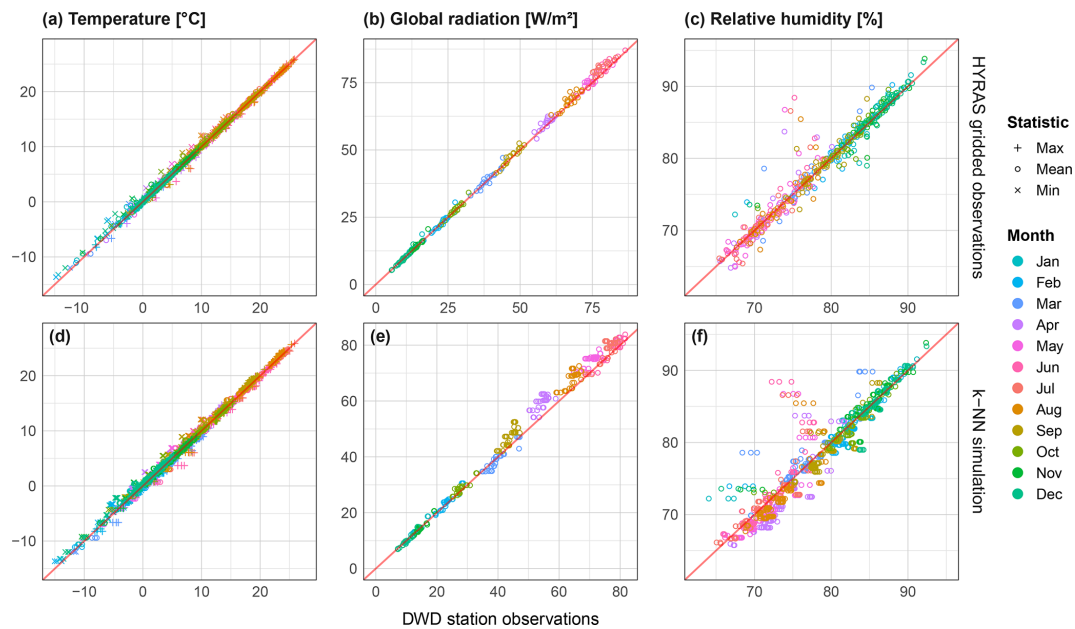 (a) Temperature [°C]
(b) Global radiation [W/m²]
(c) Relative humidity [%]
20
10
0
−10
−10
0
10
20
75
50
25
0
0
25
50
75
90
80
70
70
80
90
HYRAS gridded observations
(d)
20
10
0
−10
−10
0
10
20
(e)
80
60
40
20
0
0
20
40
60
80
(f)
90
80
70
70
80
90
k−NN simulation
DWD station observations
Statistic
Max
Mean
Min
Month
Jan
Feb
Mar
Apr
May
Jun
Jul
Aug
Sep
Oct
Nov
Dec